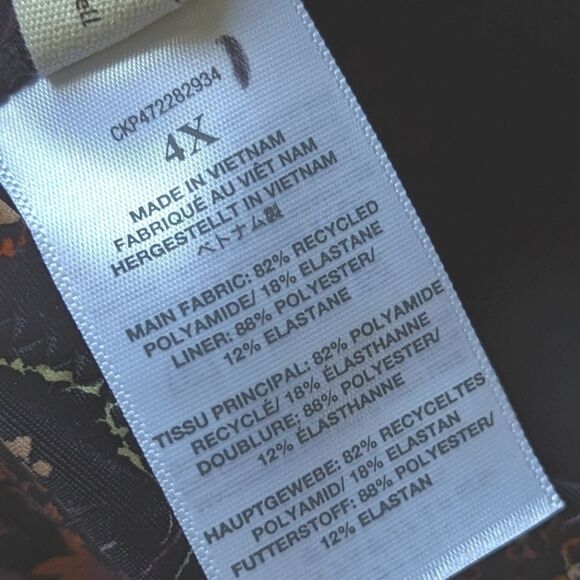 ell
CKP472282934
4X
MADE IN VIETNAM
FABRIQUÉ AU VIÊT NAM
HERGESTELLT IN VIETNAM
ベトナム製
MAIN FABRIC: 82% RECYCLED
POLYAMIDE/ 18% ELASTANE
LINER: 88% POLYESTER/
12% ELASTANE
TISSU PRINCIPAL: 82% POLYAMIDE
RECYCLÉ/ 18% ÉLASTHANNE
DOUBLURE: 88% POLYESTER/
12% ÉLASTHANNE
HAUPTGEWEBE: 82% RECYCELTES
POLYAMID/ 18% ELASTAN
FUTTERSTOFF: 88% POLYESTER/
12% ELASTAN